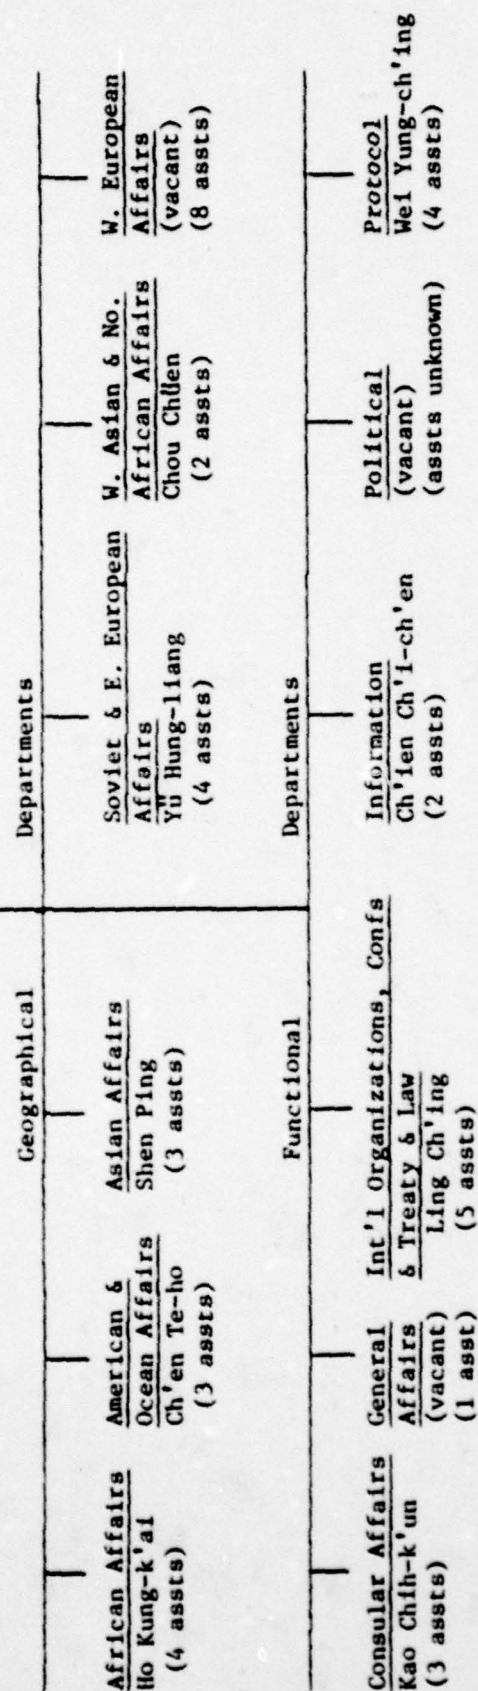 Geographical Departments
African Affairs
Ho Kung-k'ai
(4 assts)
American &
Ocean Affairs
Ch'en Te-ho
(3 assts)
Asian Affairs
Shen Ping
(3 assts)
Soviet & E. European
Affairs
Yü Hung-liang
(4 assts)
W. Asian & No.
African Affairs
Chou Chüen
(2 assts)
W. European
Affairs
(vacant)
(8 assts)
Functional Departments
Consular Affairs
Kao Chih-k'un
(3 assts)
General
Affairs
(vacant)
(1 asst)
Int'l Organizations, Confs
& Treaty & Law
Ling Ch'ing
(5 assts)
Information
Ch'ien Ch'i-ch'en
(2 assts)
Political
(vacant)
(assts unknown)
Protocol
Wei Yung-ch'ing
(4 assts)